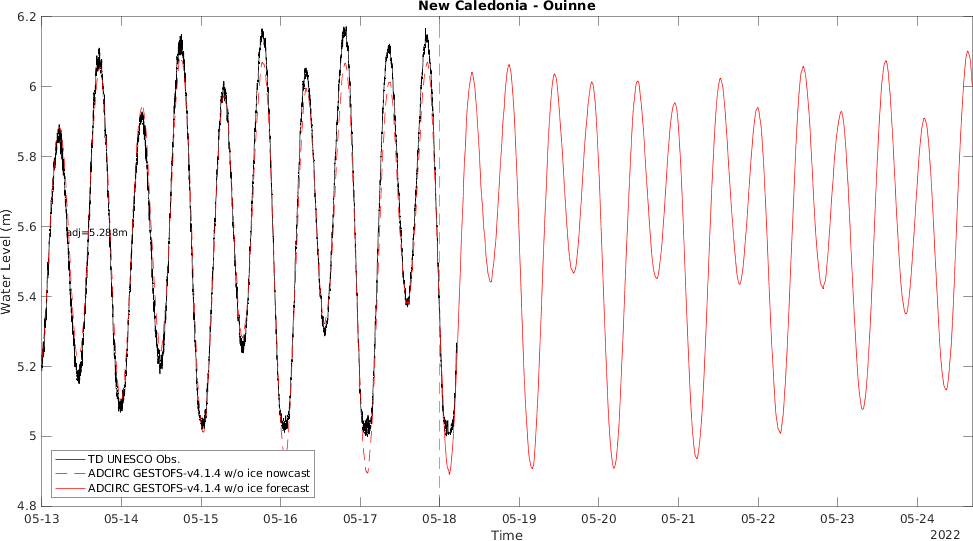 New Caledonia - Ouinne
6.2
6
5.8
5.6
5.4
5.2
5
4.8
Water Level (m)
adj=5.288m
TD UNESCO Obs.
ADCIRC GESTOFS-v4.1.4 w/o ice nowcast
ADCIRC GESTOFS-v4.1.4 w/o ice forecast
05-13 05-14 05-15 05-16 05-17 05-18 05-19 05-20 05-21 05-22 05-23 05-24
2022
Time